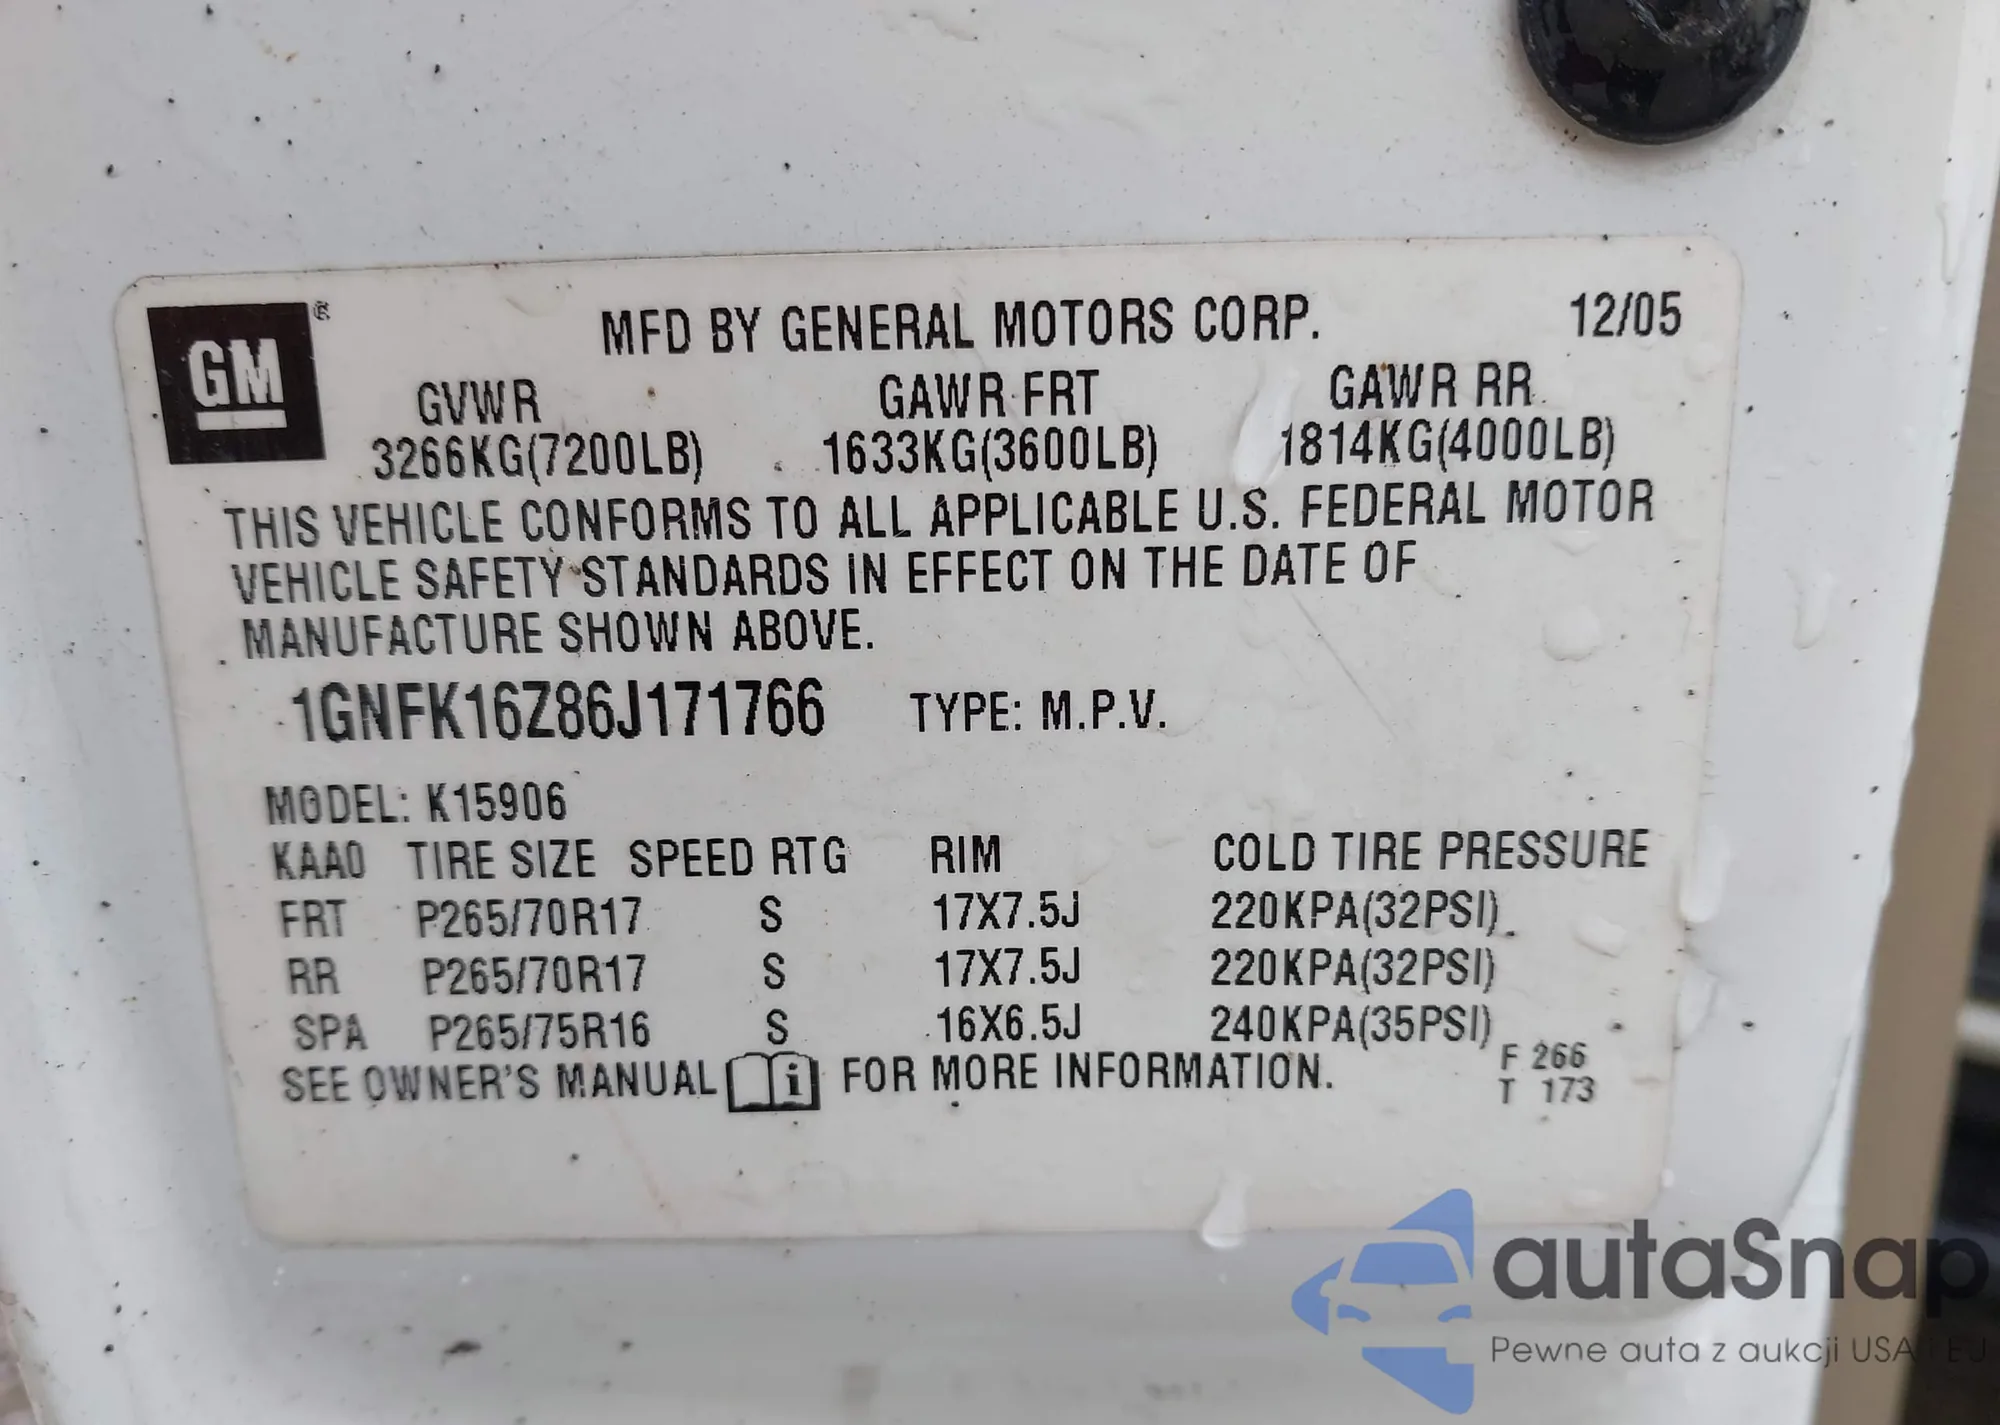 GM ®
MFD BY GENERAL MOTORS CORP. 12/05
GVWR GAWR FRT GAWR RR
3266KG(7200LB) 1633KG(3600LB) 1814KG(4000LB)
THIS VEHICLE CONFORMS TO ALL APPLICABLE U.S. FEDERAL MOTOR
VEHICLE SAFETY STANDARDS IN EFFECT ON THE DATE OF
MANUFACTURE SHOWN ABOVE.
1GNFK16Z86J171766 TYPE: M.P.V.
MODEL: K15906
KAAO TIRE SIZE SPEED RTG RIM COLD TIRE PRESSURE
FRT P265/70R17 S 17X7.5J 220KPA(32PSI)
RR P265/70R17 S 17X7.5J 220KPA(32PSI)
SPA P265/75R16 S 16X6.5J 240KPA(35PSI)
SEE OWNER'S MANUAL i FOR MORE INFORMATION.
F 266
T 173
autaSnap
Pewne auta z aukcji USA i EU